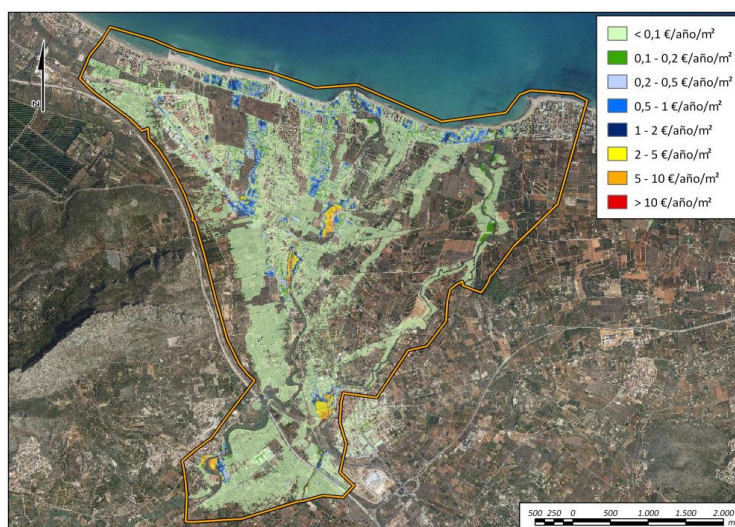 < 0,1 €/año/m²
0,1 - 0,2 €/año/m²
0,2 - 0,5 €/año/m²
0,5 - 1 €/año/m²
1 - 2 €/año/m²
2 - 5 €/año/m²
5 - 10 €/año/m²
> 10 €/año/m²
N
500 250 0 500 1.000 1.500 2.000
m